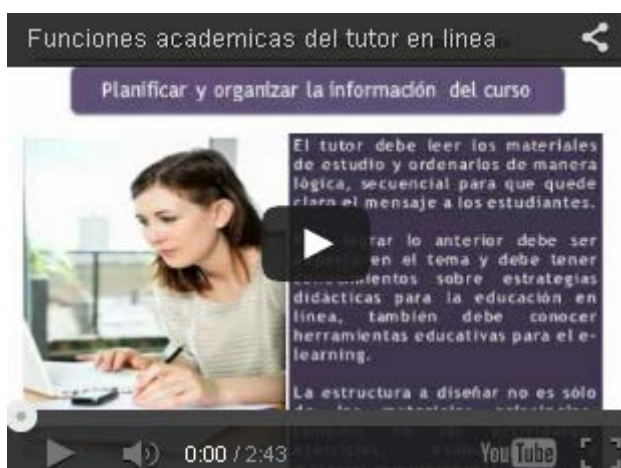 Funciones academicas del tutor en linea
Planificar y organizar la información del curso
El tutor debe leer los materiales
de estudio y ordenarlos de manera
lógica, secuencial para que quede
claro el mensaje a los estudiantes.
lo anterior debe ser
en el tema y debe tener
sobre estrategias
didácticas para la educación en
línea, también debe conocer
herramientas educativas para el e-
learning.
La estructura a diseñar no es sólo
0:00 / 2:43
YouTube